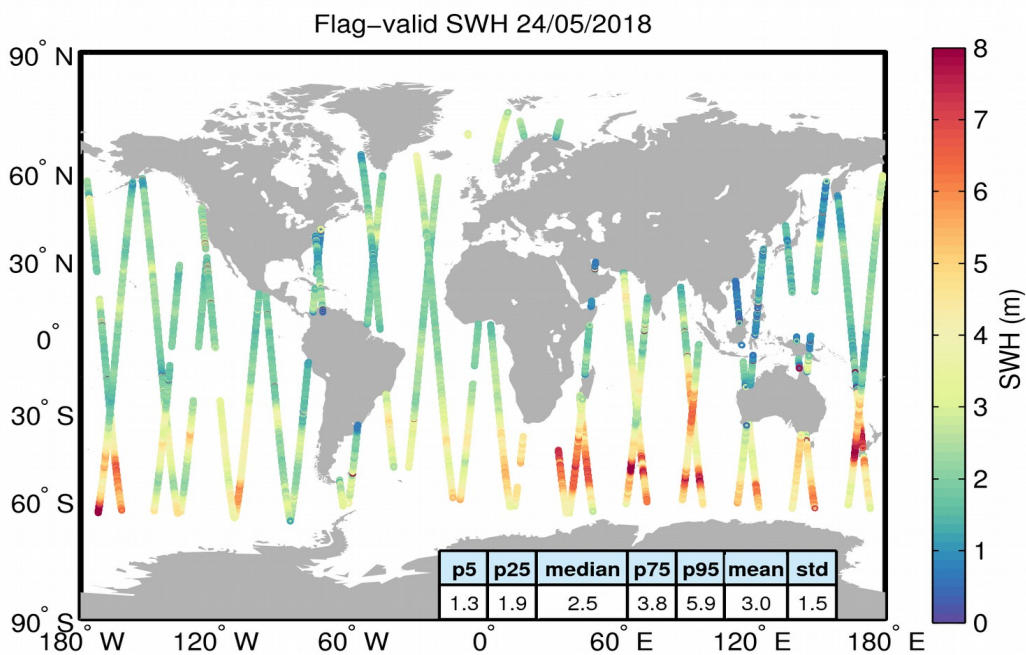 Flag−valid SWH 24/05/2018
90° N
60° N
30° N
0°
30° S
60° S
90° S
180° W
120° W
60° W
0°
60° E
120° E
180° E
8
7
6
5
4
3
2
1
0
SWH (m)
p5 p25 median p75 p95 mean std
1.3 1.9 2.5 3.8 5.9 3.0 1.5